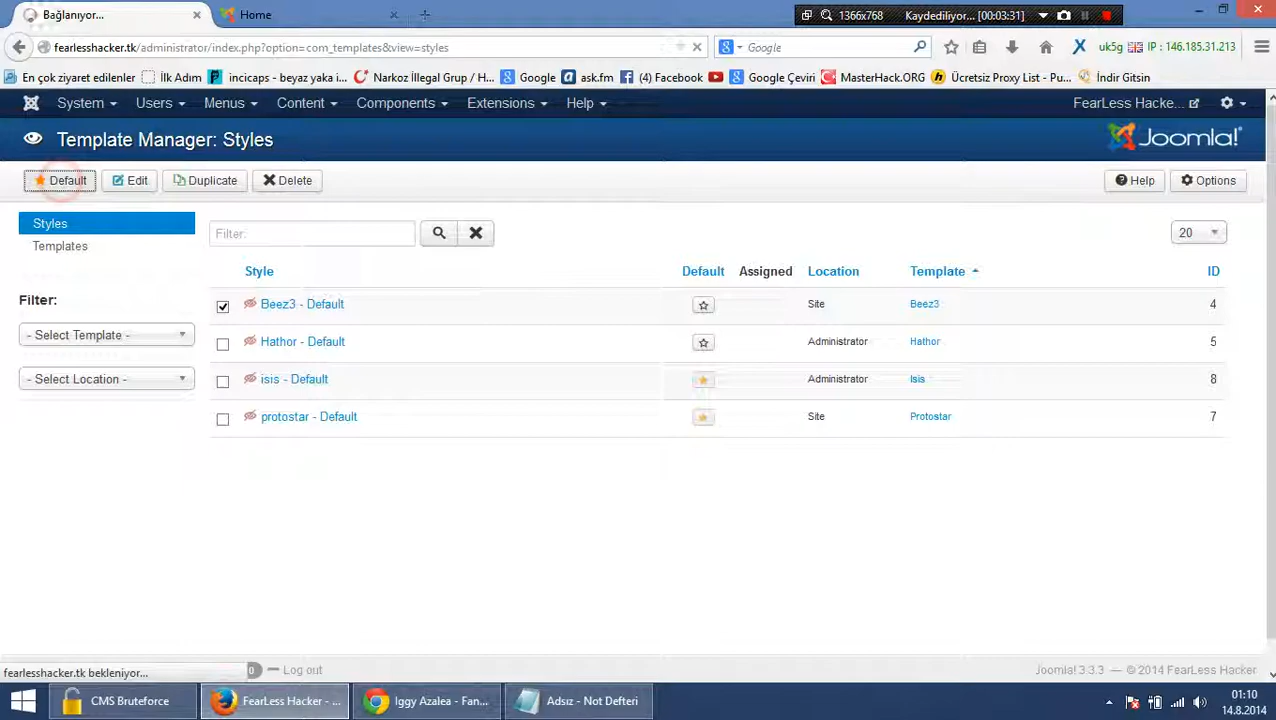 Bağlanıyor...
Home
1366x768
Kaydediliyor... [00:03:31]
fearlesshacker.tk/administrator/index.php?option=com_templates&view=styles
Google
uk5g
IP : 146.185.31.213
En çok ziyaret edilenler
İlk Adım
incicaps - beyaz yaka i...
Narkoz İllegal Grup / H...
Google
ask.fm
(4) Facebook
Google Çeviri
MasterHack.ORG
Ücretsiz Proxy List - Pu...
İndir Gitsin
System
Users
Menus
Content
Components
Extensions
Help
FearLess Hacke...
Template Manager: Styles
Joomla!
Default
Edit
Duplicate
Delete
Help
Options
Styles
Templates
Filter:
- Select Template -
- Select Location -
Filter:
20
Style Default Assigned Location Template ID
Beez3 - Default Site Beez3 4
Hathor - Default Administrator Hathor 5
isis - Default Administrator Isis 8
protostar - Default Site Protostar 7
fearlesshacker.tk bekleniyor...
0
Log out
Joomla! 3.3.3 — © 2014 FearLess Hacker
CMS Bruteforce
FearLess Hacker - ...
Iggy Azalea - Fan...
Adsız - Not Defteri
01:10
14.8.2014